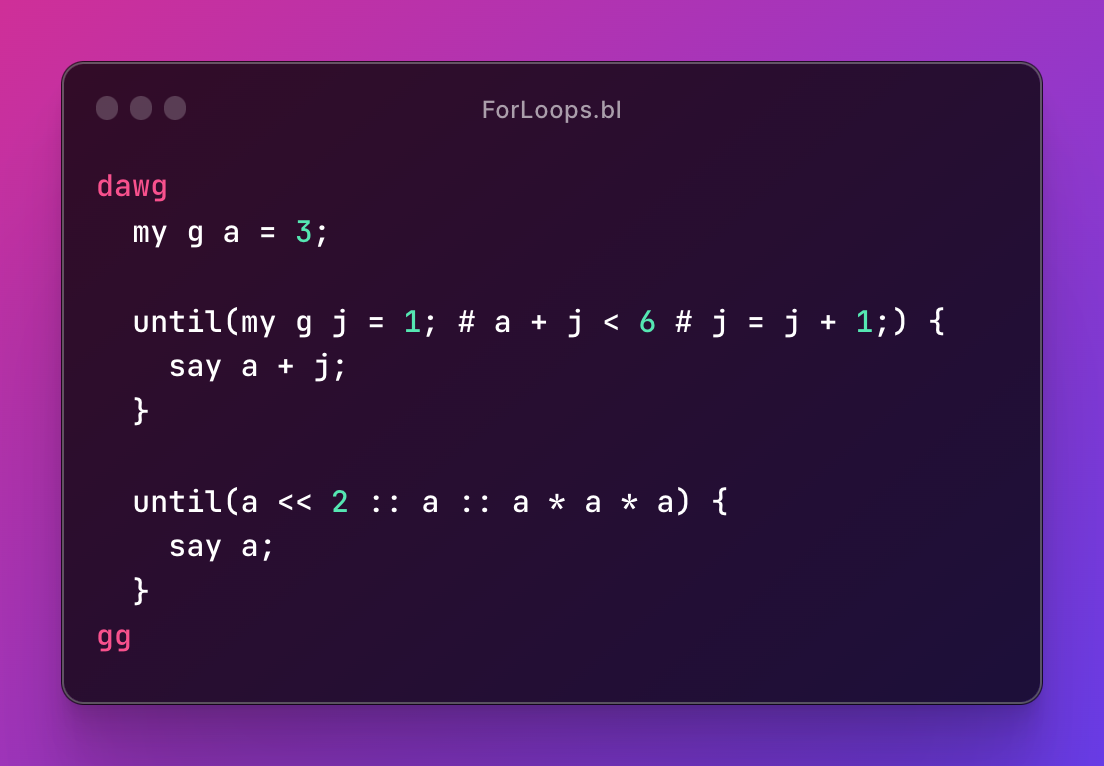 ForLoops.bl
dawg
my g a = 3;
until(my g j = 1; # a + j < 6 # j = j + 1;) {
say a + j;
}
until(a << 2 :: a :: a * a * a) {
say a;
}
gg